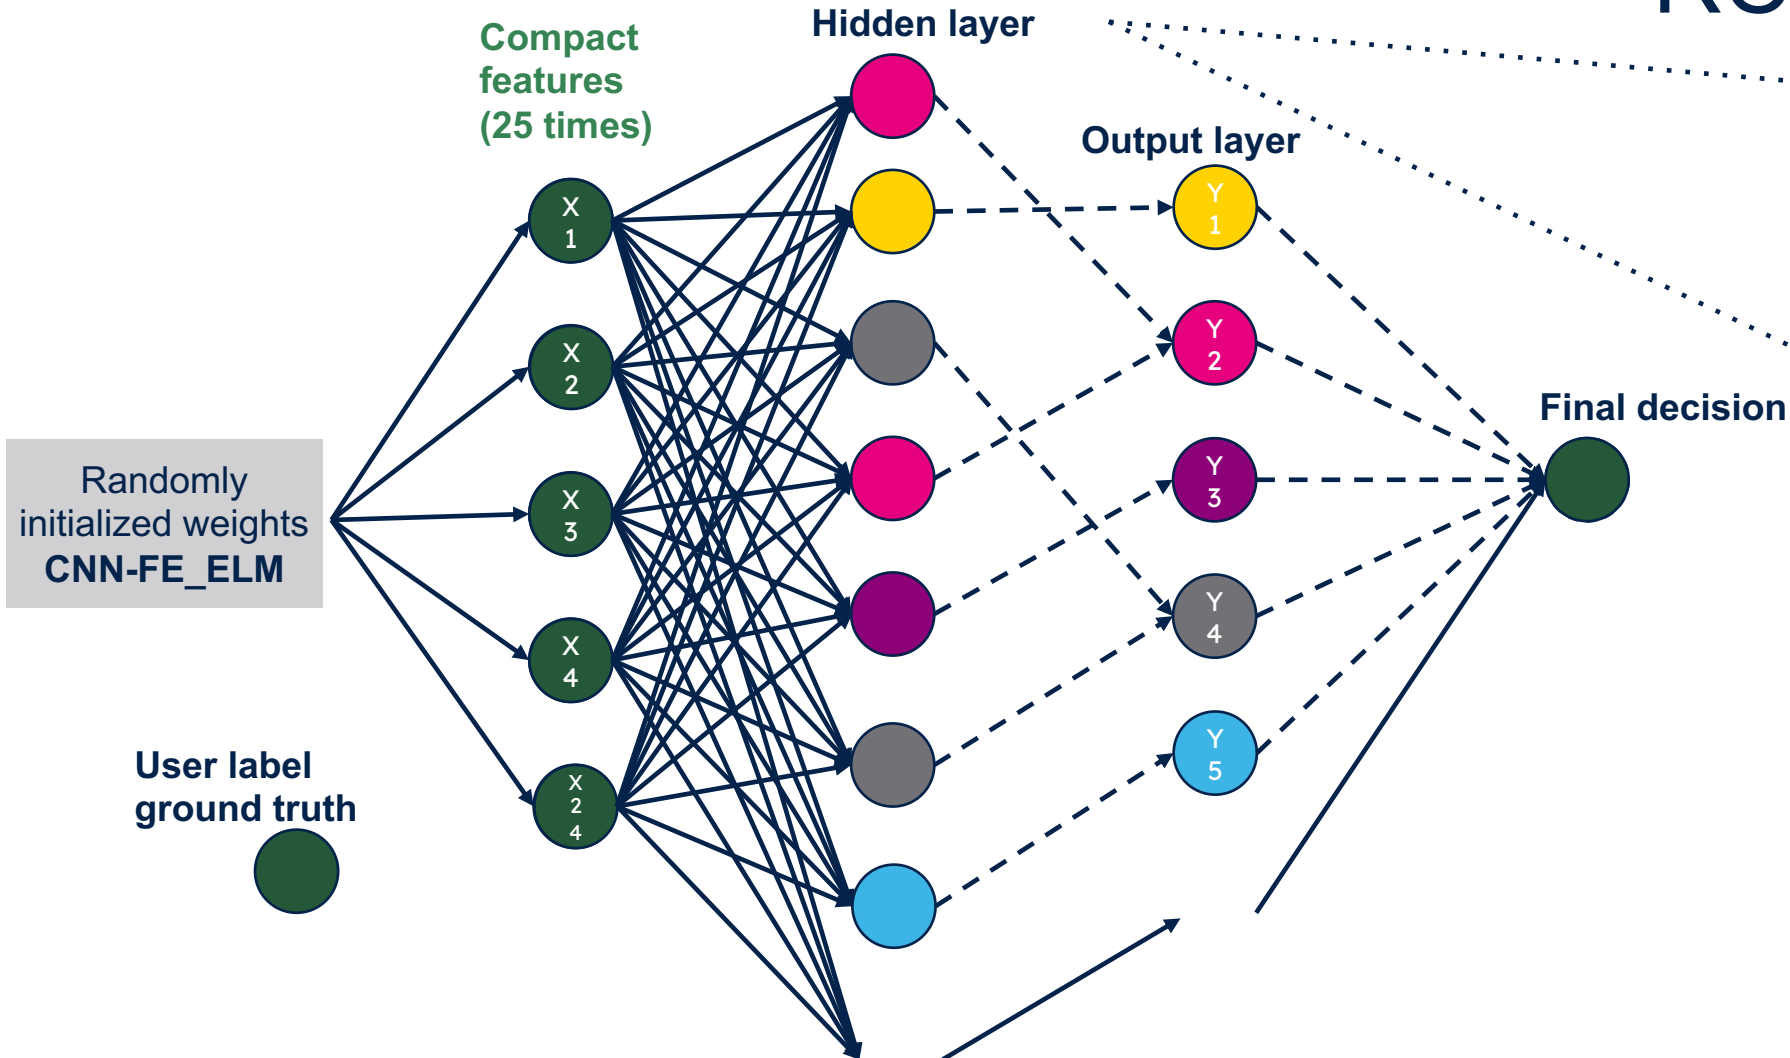 Hidden layer
Compact
features
(25 times)
Output layer
X
1
X
2
X
3
X
4
X
2
4
Y
1
Y
2
Y
3
Y
4
Y
5
Final decision
Randomly
initialized weights
CNN-FE_ELM
User label
ground truth